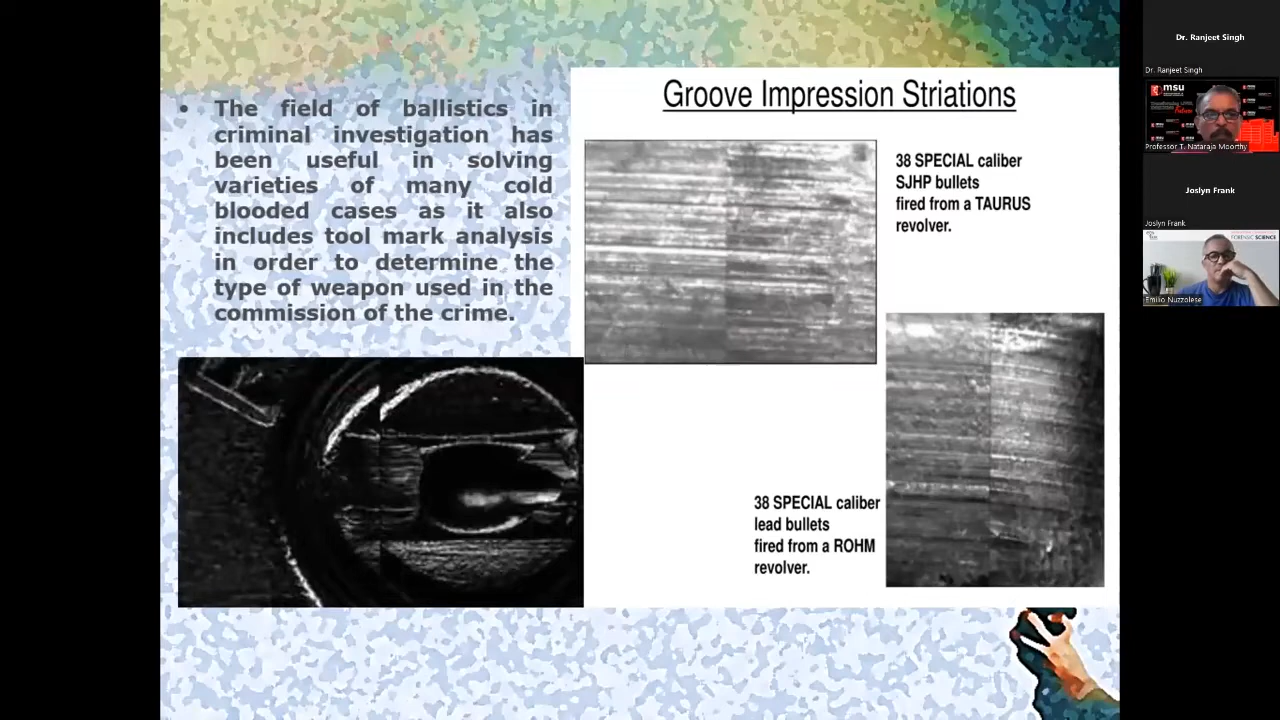 • The field of ballistics in
criminal investigation has
been useful in solving
varieties of many cold
blooded cases as it also
includes tool mark analysis
in order to determine the
type of weapon used in the
commission of the crime.
Groove Impression Striations
38 SPECIAL caliber
SJHP bullets
fired from a TAURUS
revolver.
38 SPECIAL caliber
lead bullets
fired from a ROHM
revolver.
Dr. Ranjeet Singh
Dr. Ranjeet Singh
msu
Professor T. Nataraja Moorthy
Joslyn Frank
Joslyn Frank
FORENSIC SCIENCE
Emilio Nuzzolese